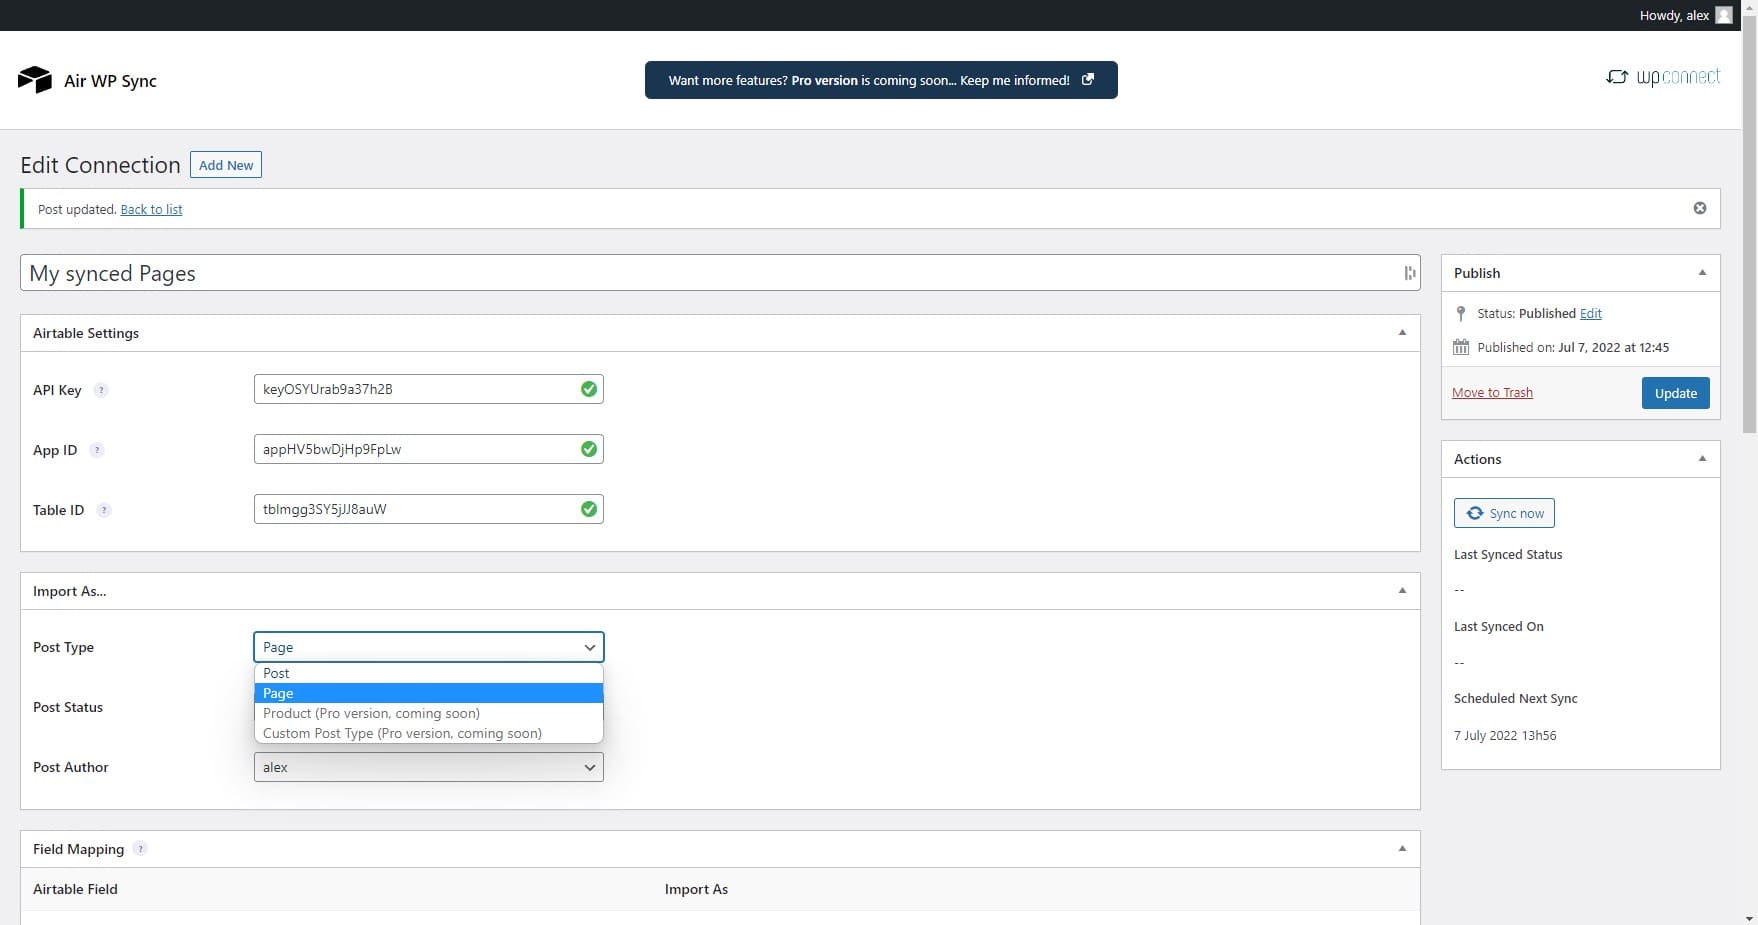 Howdy, alex
Air WP Sync
Want more features? Pro version is coming soon... Keep me informed!
wpconnect
Edit Connection
Add New
Post updated. Back to list
My synced Pages
Airtable Settings
API Key ?
keyOSYUrab9a37h2B
App ID ?
appHV5bwDjHp9FpLw
Table ID ?
tblmgg3SY5jJJ8auW
Import As...
Post Type
Page
Post
Page
Product (Pro version, coming soon)
Custom Post Type (Pro version, coming soon)
Post Status
Post Author
alex
Field Mapping ?
Airtable Field
Import As
Publish
Status: Published Edit
Published on: Jul 7, 2022 at 12:45
Move to Trash
Update
Actions
Sync now
Last Synced Status
--
Last Synced On
--
Scheduled Next Sync
7 July 2022 13h56